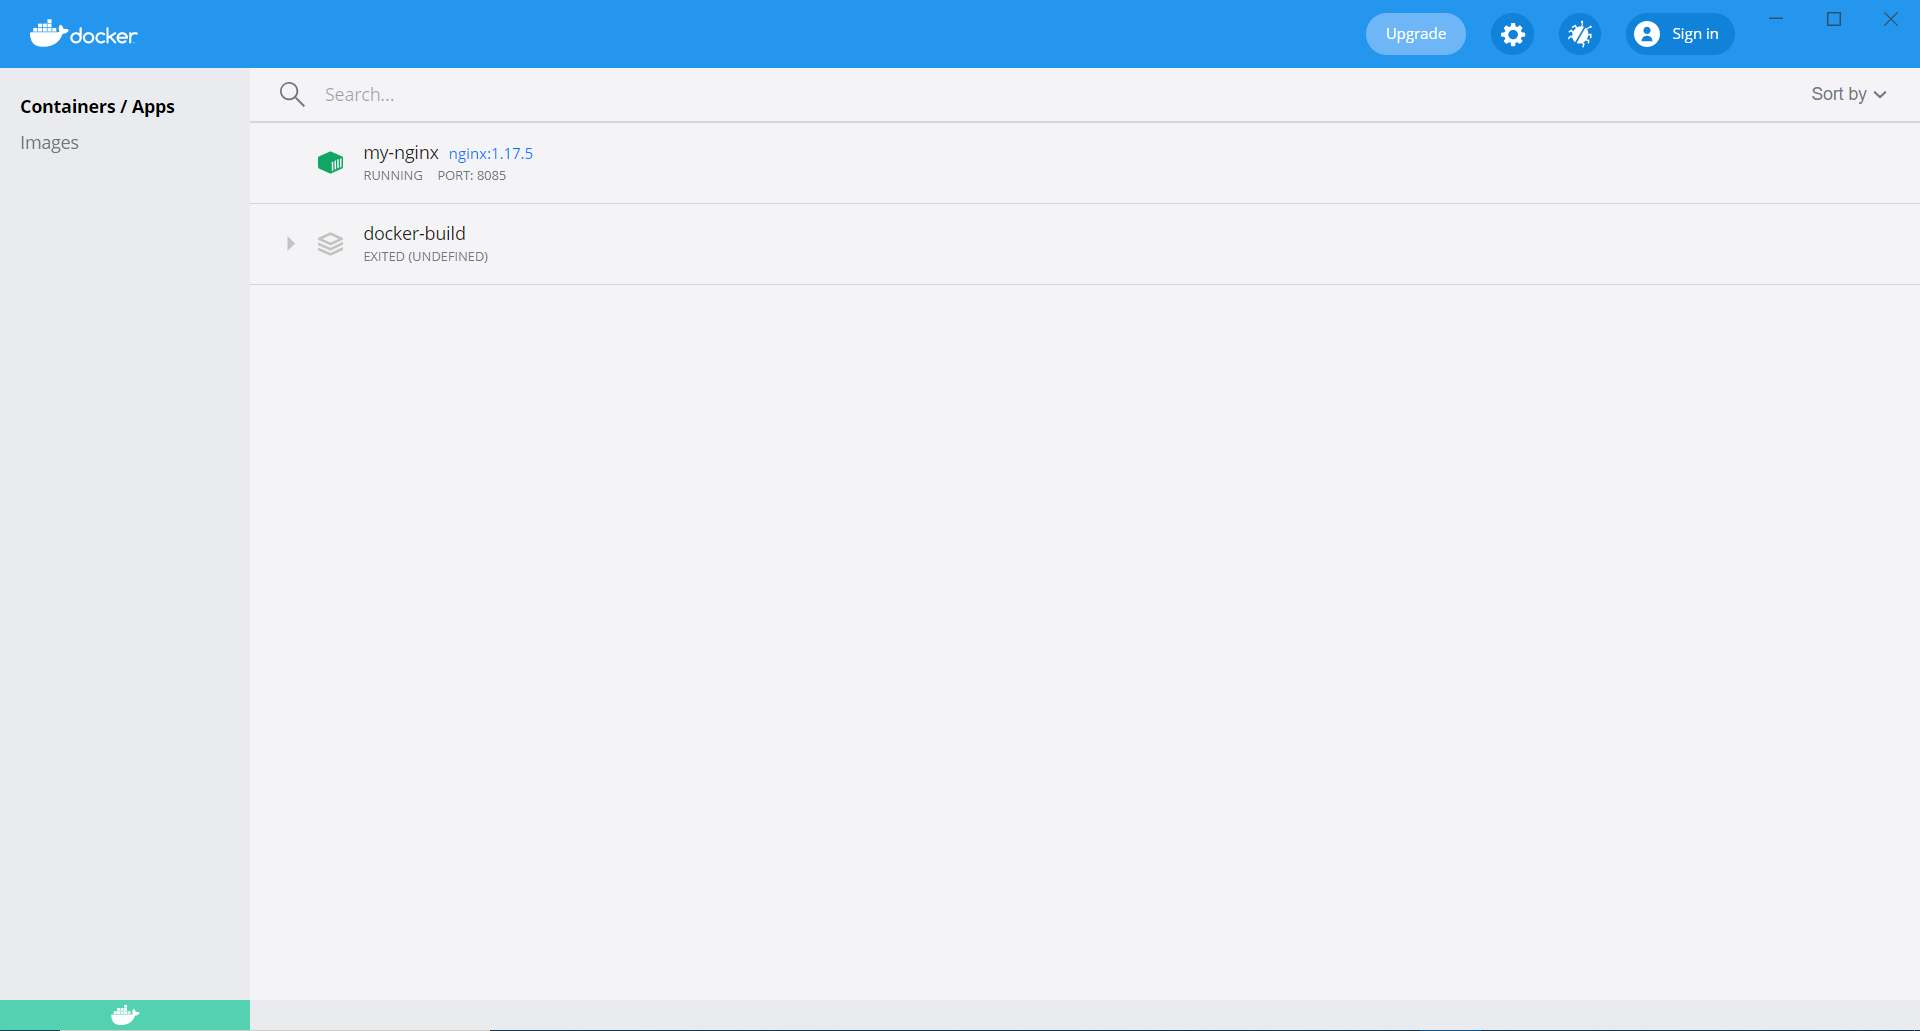 docker
Upgrade
Sign in
Containers / Apps
Images
Search...
Sort by
my-nginx nginx:1.17.5
RUNNING PORT: 8085
docker-build
EXITED (UNDEFINED)